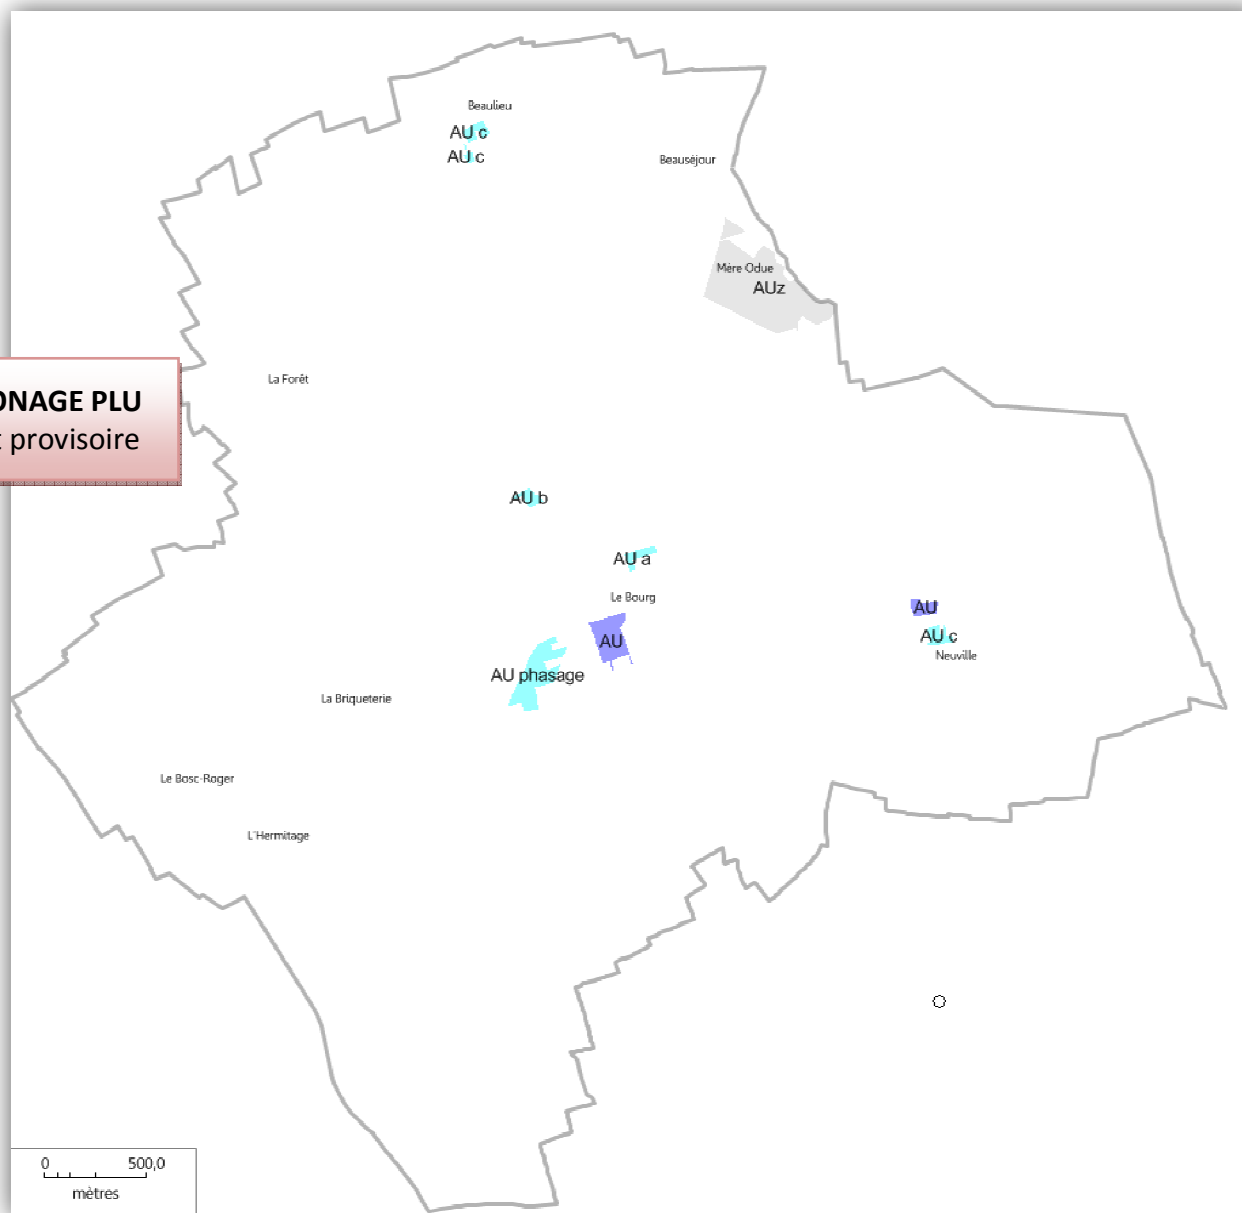 Beaulieu
AU c
AU c
Beauséjour
Mère Odue
AUz
ONAGE PLU
provisoire
La Forêt
AU b
AU a
Le Bourg
AU
AU
AU c
Neuville
AU phasage
La Briqueterie
Le Bosc-Roger
L'Hermitage
0 500,0
mètres